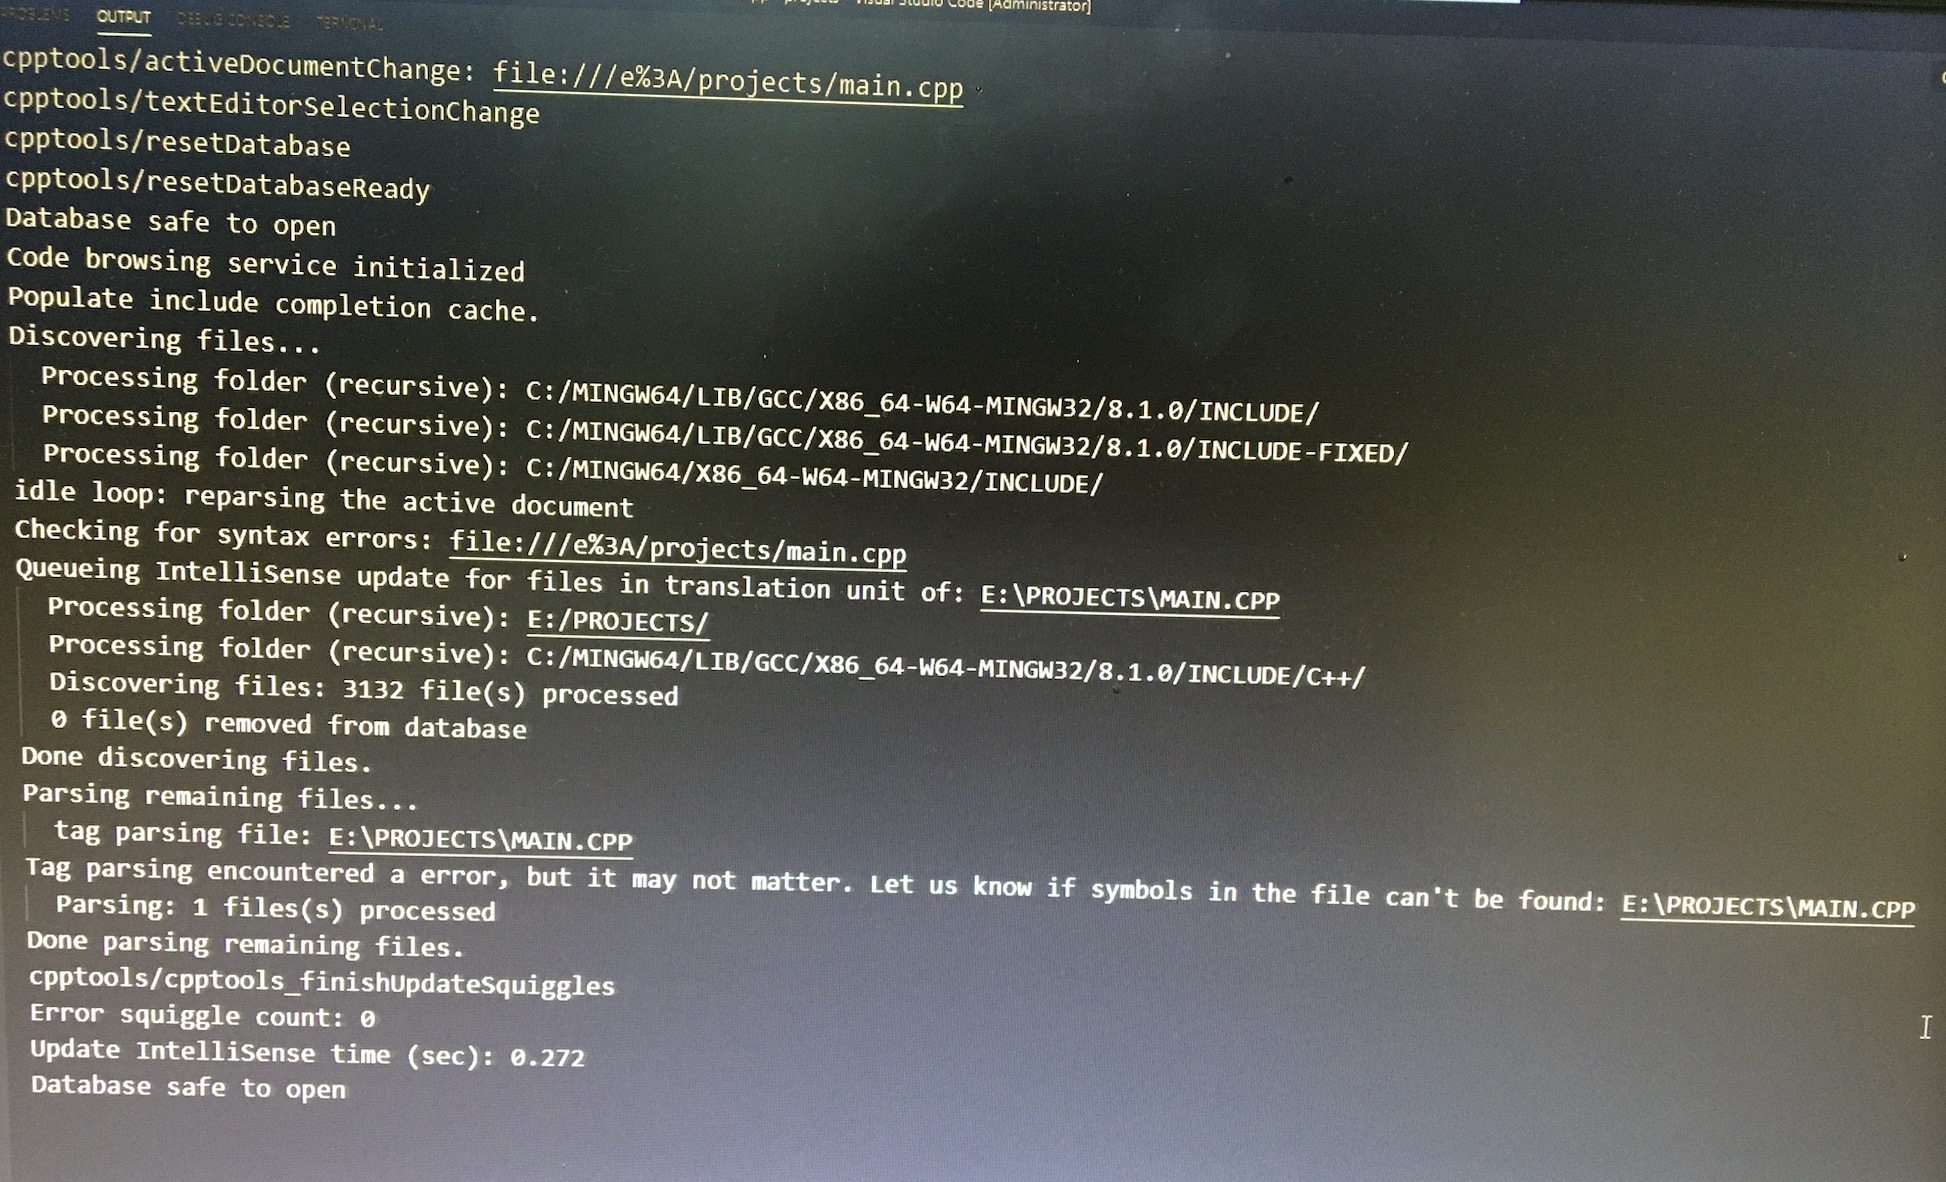 PROBLEMS OUTPUT DEBUG CONSOLE TERMINAL
projects - Visual Studio Code [Administrator]
cpptools/activeDocumentChange: file:///e%3A/projects/main.cpp
cpptools/textEditorSelectionChange
cpptools/resetDatabase
cpptools/resetDatabaseReady
Database safe to open
Code browsing service initialized
Populate include completion cache.
Discovering files...
Processing folder (recursive): C:/MINGW64/LIB/GCC/X86_64-W64-MINGW32/8.1.0/INCLUDE/
Processing folder (recursive): C:/MINGW64/LIB/GCC/X86_64-W64-MINGW32/8.1.0/INCLUDE-FIXED/
Processing folder (recursive): C:/MINGW64/X86_64-W64-MINGW32/INCLUDE/
idle loop: reparsing the active document
Checking for syntax errors: file:///e%3A/projects/main.cpp
Queueing IntelliSense update for files in translation unit of: E:\PROJECTS\MAIN.CPP
Processing folder (recursive): E:/PROJECTS/
Processing folder (recursive): C:/MINGW64/LIB/GCC/X86_64-W64-MINGW32/8.1.0/INCLUDE/C++/
Discovering files: 3132 file(s) processed
0 file(s) removed from database
Done discovering files.
Parsing remaining files...
tag parsing file: E:\PROJECTS\MAIN.CPP
Tag parsing encountered a error, but it may not matter. Let us know if symbols in the file can't be found: E:\PROJECTS\MAIN.CPP
Parsing: 1 files(s) processed
Done parsing remaining files.
cpptools/cpptools_finishUpdateSquiggles
Error squiggle count: 0
Update IntelliSense time (sec): 0.272
Database safe to open